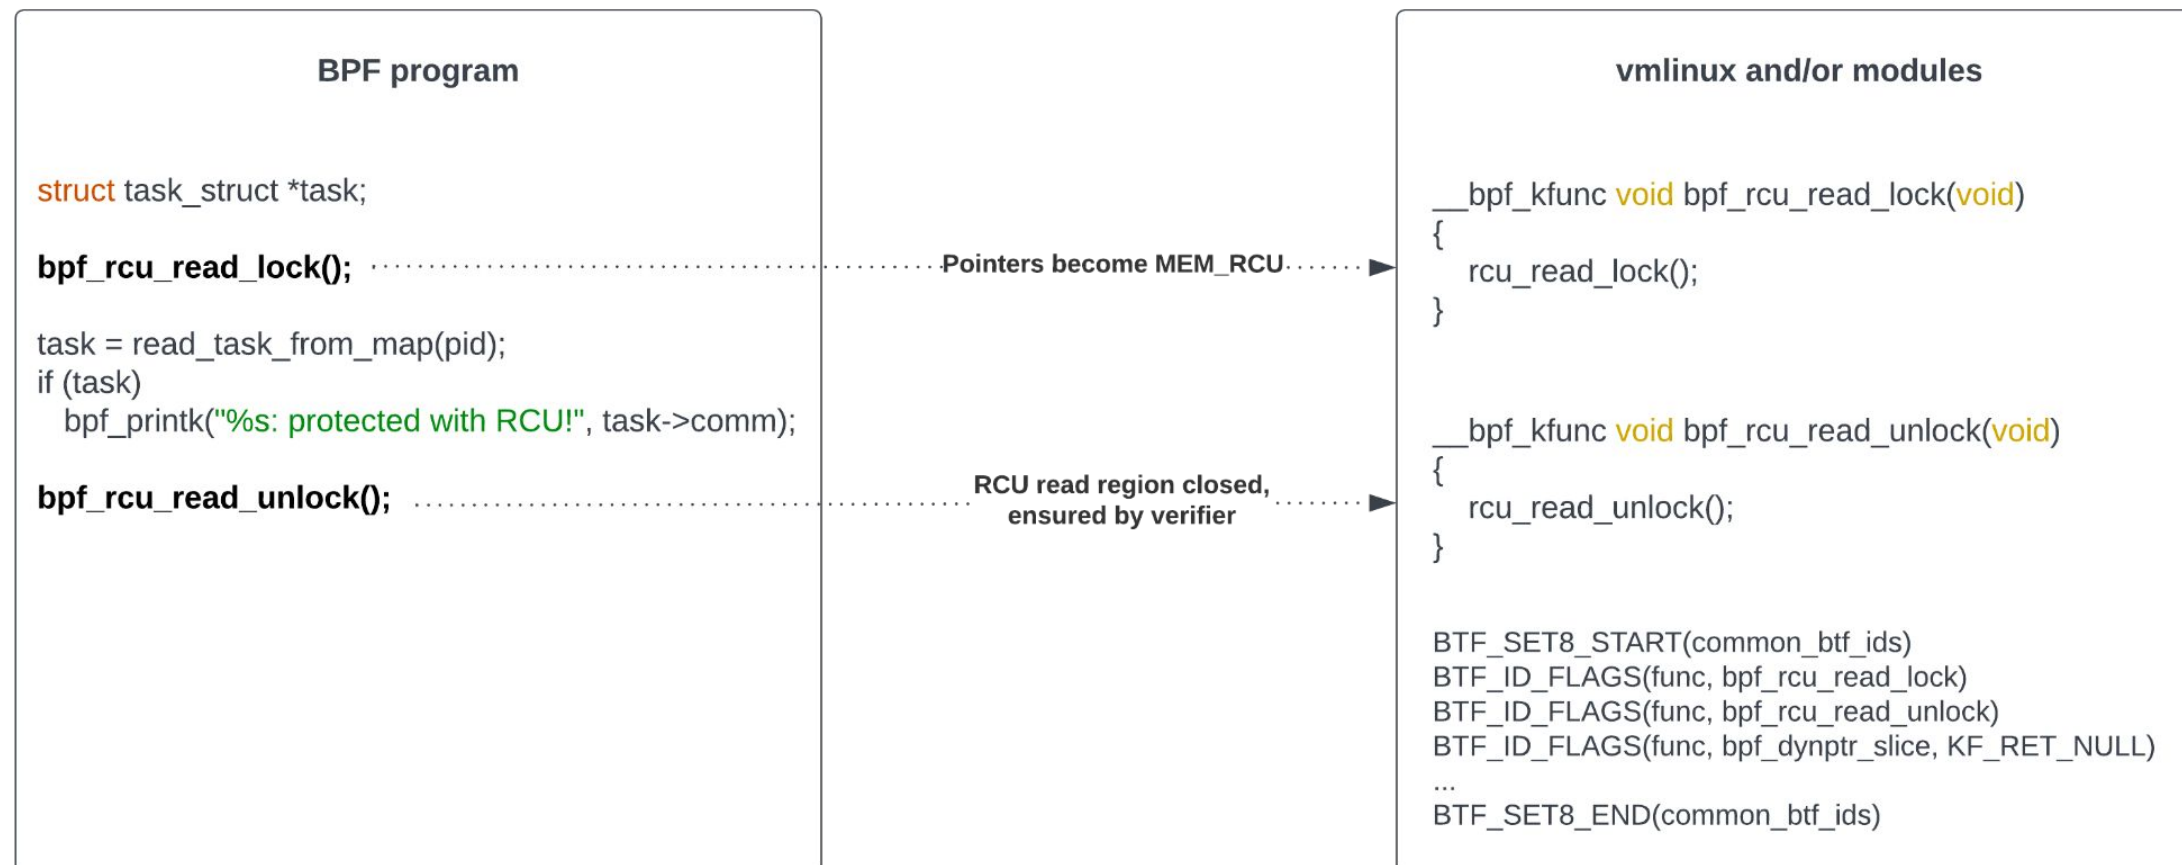 BPF program
struct task_struct *task;
bpf_rcu_read_lock();
task = read_task_from_map(pid);
if (task)
bpf_printk("%s: protected with RCU!", task->comm);
bpf_rcu_read_unlock();
Pointers become MEM_RCU
RCU read region closed,
ensured by verifier
vmlinux and/or modules
__bpf_kfunc void bpf_rcu_read_lock(void)
{
rcu_read_lock();
}
__bpf_kfunc void bpf_rcu_read_unlock(void)
{
rcu_read_unlock();
}
BTF_SET8_START(common_btf_ids)
BTF_ID_FLAGS(func, bpf_rcu_read_lock)
BTF_ID_FLAGS(func, bpf_rcu_read_unlock)
BTF_ID_FLAGS(func, bpf_dynptr_slice, KF_RET_NULL)
...
BTF_SET8_END(common_btf_ids)